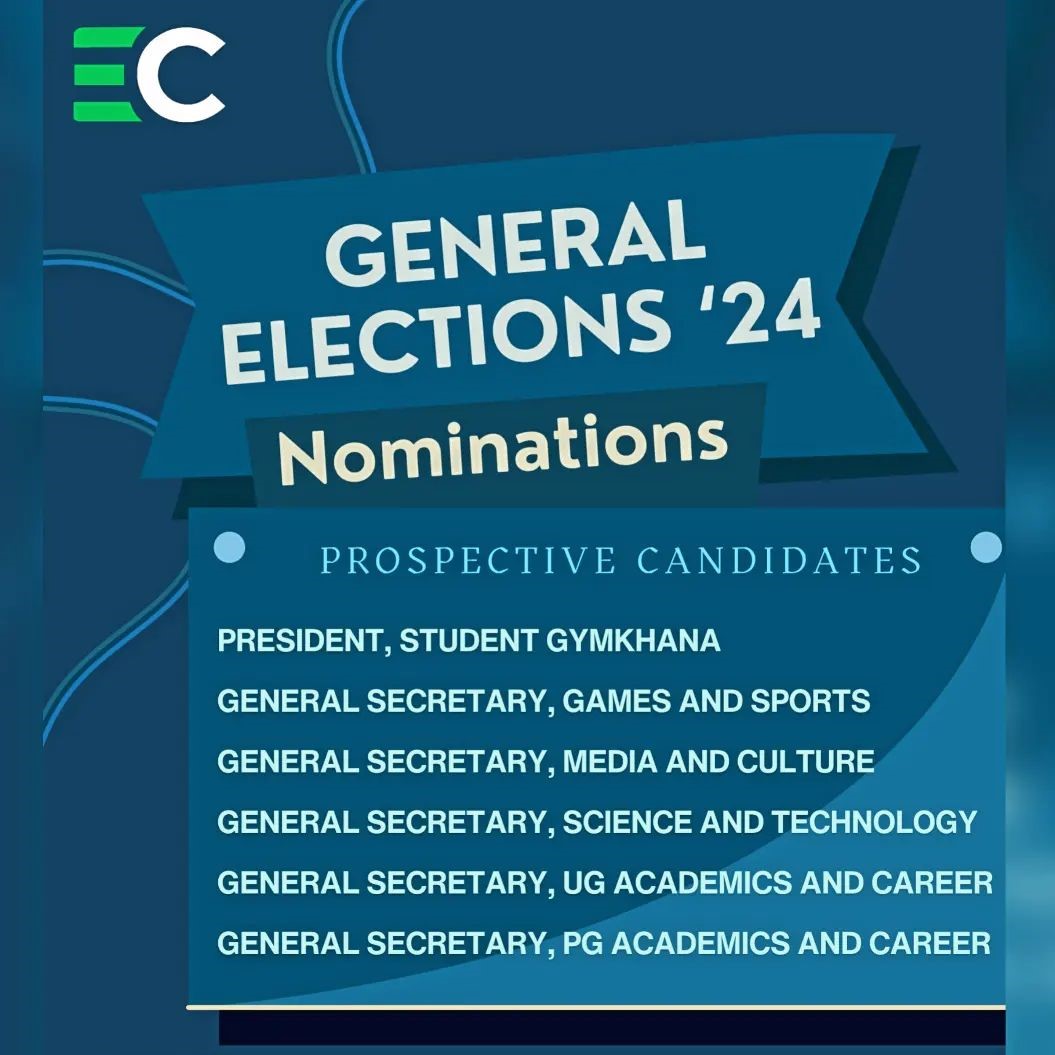 EC
GENERAL
ELECTIONS '24
Nominations
PROSPECTIVE CANDIDATES
PRESIDENT, STUDENT GYMKHANA
GENERAL SECRETARY, GAMES AND SPORTS
GENERAL SECRETARY, MEDIA AND CULTURE
GENERAL SECRETARY, SCIENCE AND TECHNOLOGY
GENERAL SECRETARY, UG ACADEMICS AND CAREER
GENERAL SECRETARY, PG ACADEMICS AND CAREER